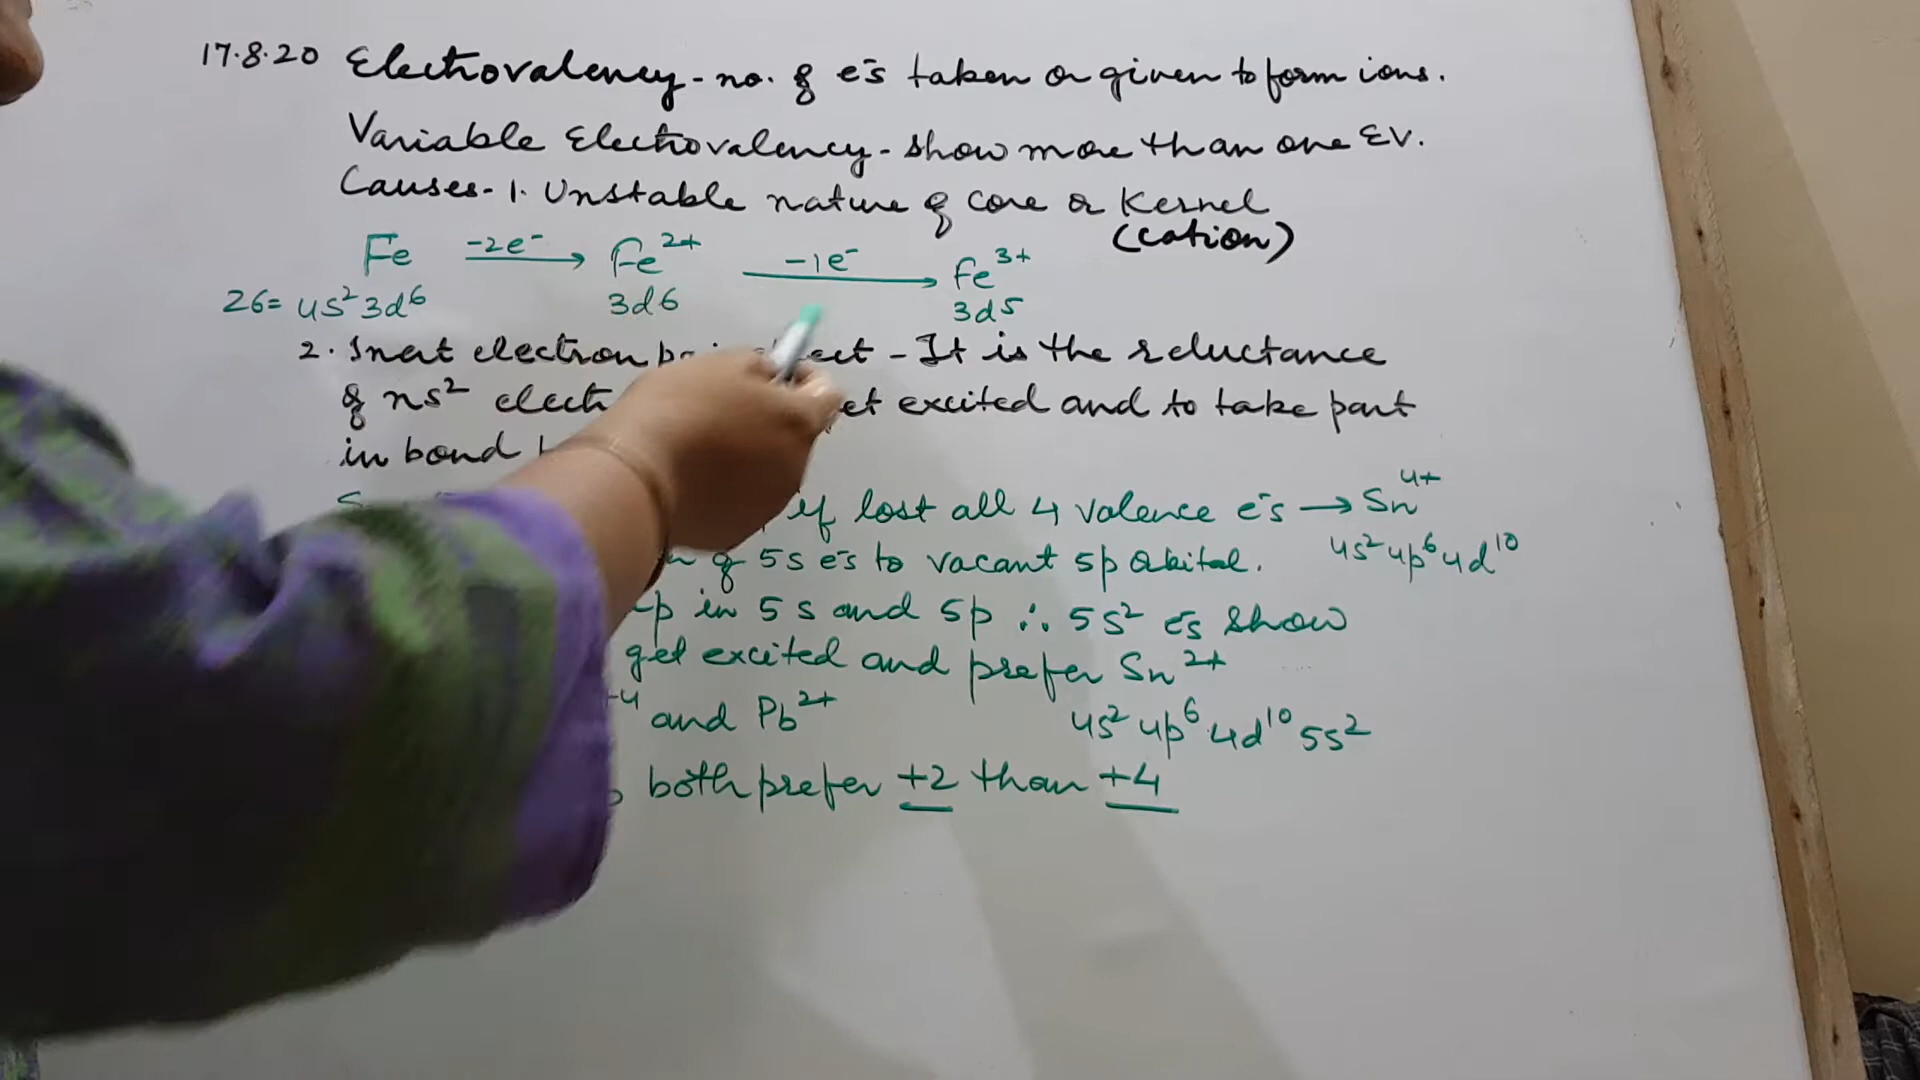 17.8.20 Electrovalency - no. of e⁻s taken or given to form ions.
Variable Electrovalency - show more than one EV.
Causes - 1. Unstable nature of core or Kernel
(cation)
Fe -2e⁻ → Fe²⁺ -1e⁻ → Fe³⁺
26 = 4s² 3d⁶ 3d6 3d5
2. Inert electron - It is the reluctance
of ns² excited and to take part
in bond
if lost all 4 valence e⁻s → Sn⁴⁺
of 5s e⁻s to vacant 5p orbital. 4s² 4p⁶ 4d¹⁰
in 5s and 5p ∴ 5s² e⁻s show
get excited and prefer Sn²⁺
and Pb²⁺ 4s² 4p⁶ 4d¹⁰ 5s²
both prefer +2 than +4